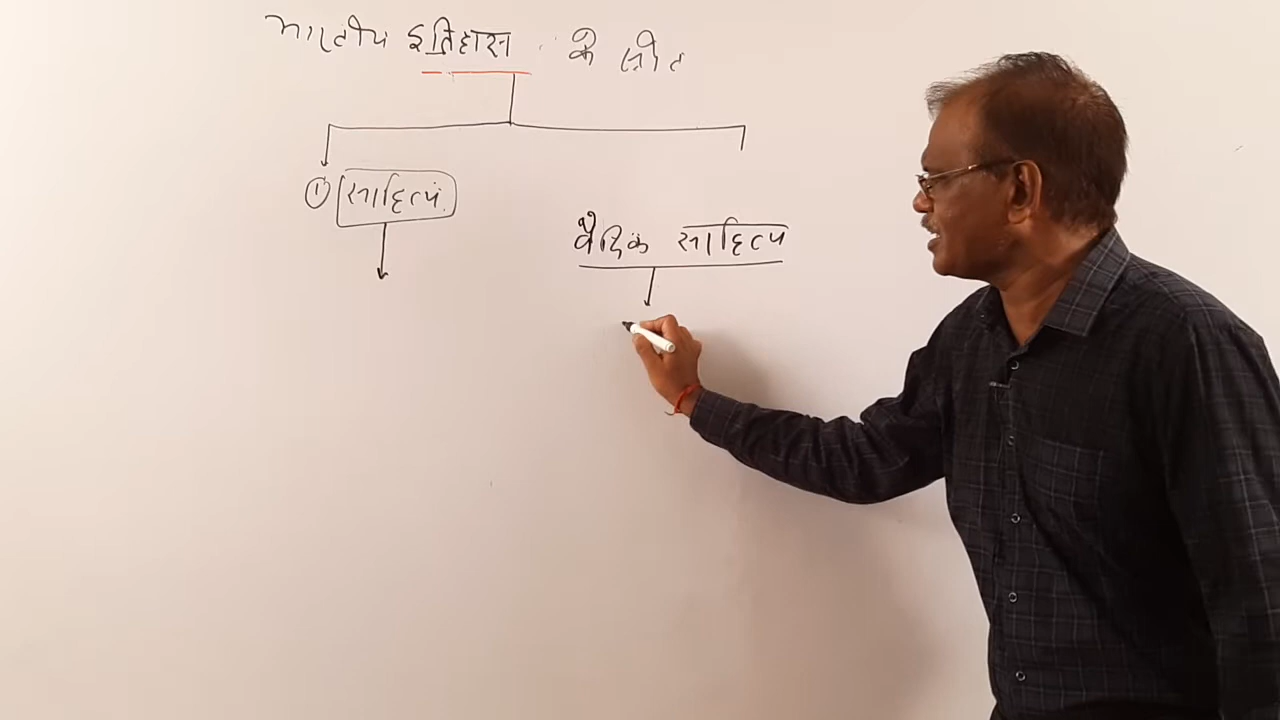 भारतीय इतिहास के स्रोत
① साहित्य
वैदिक साहित्य